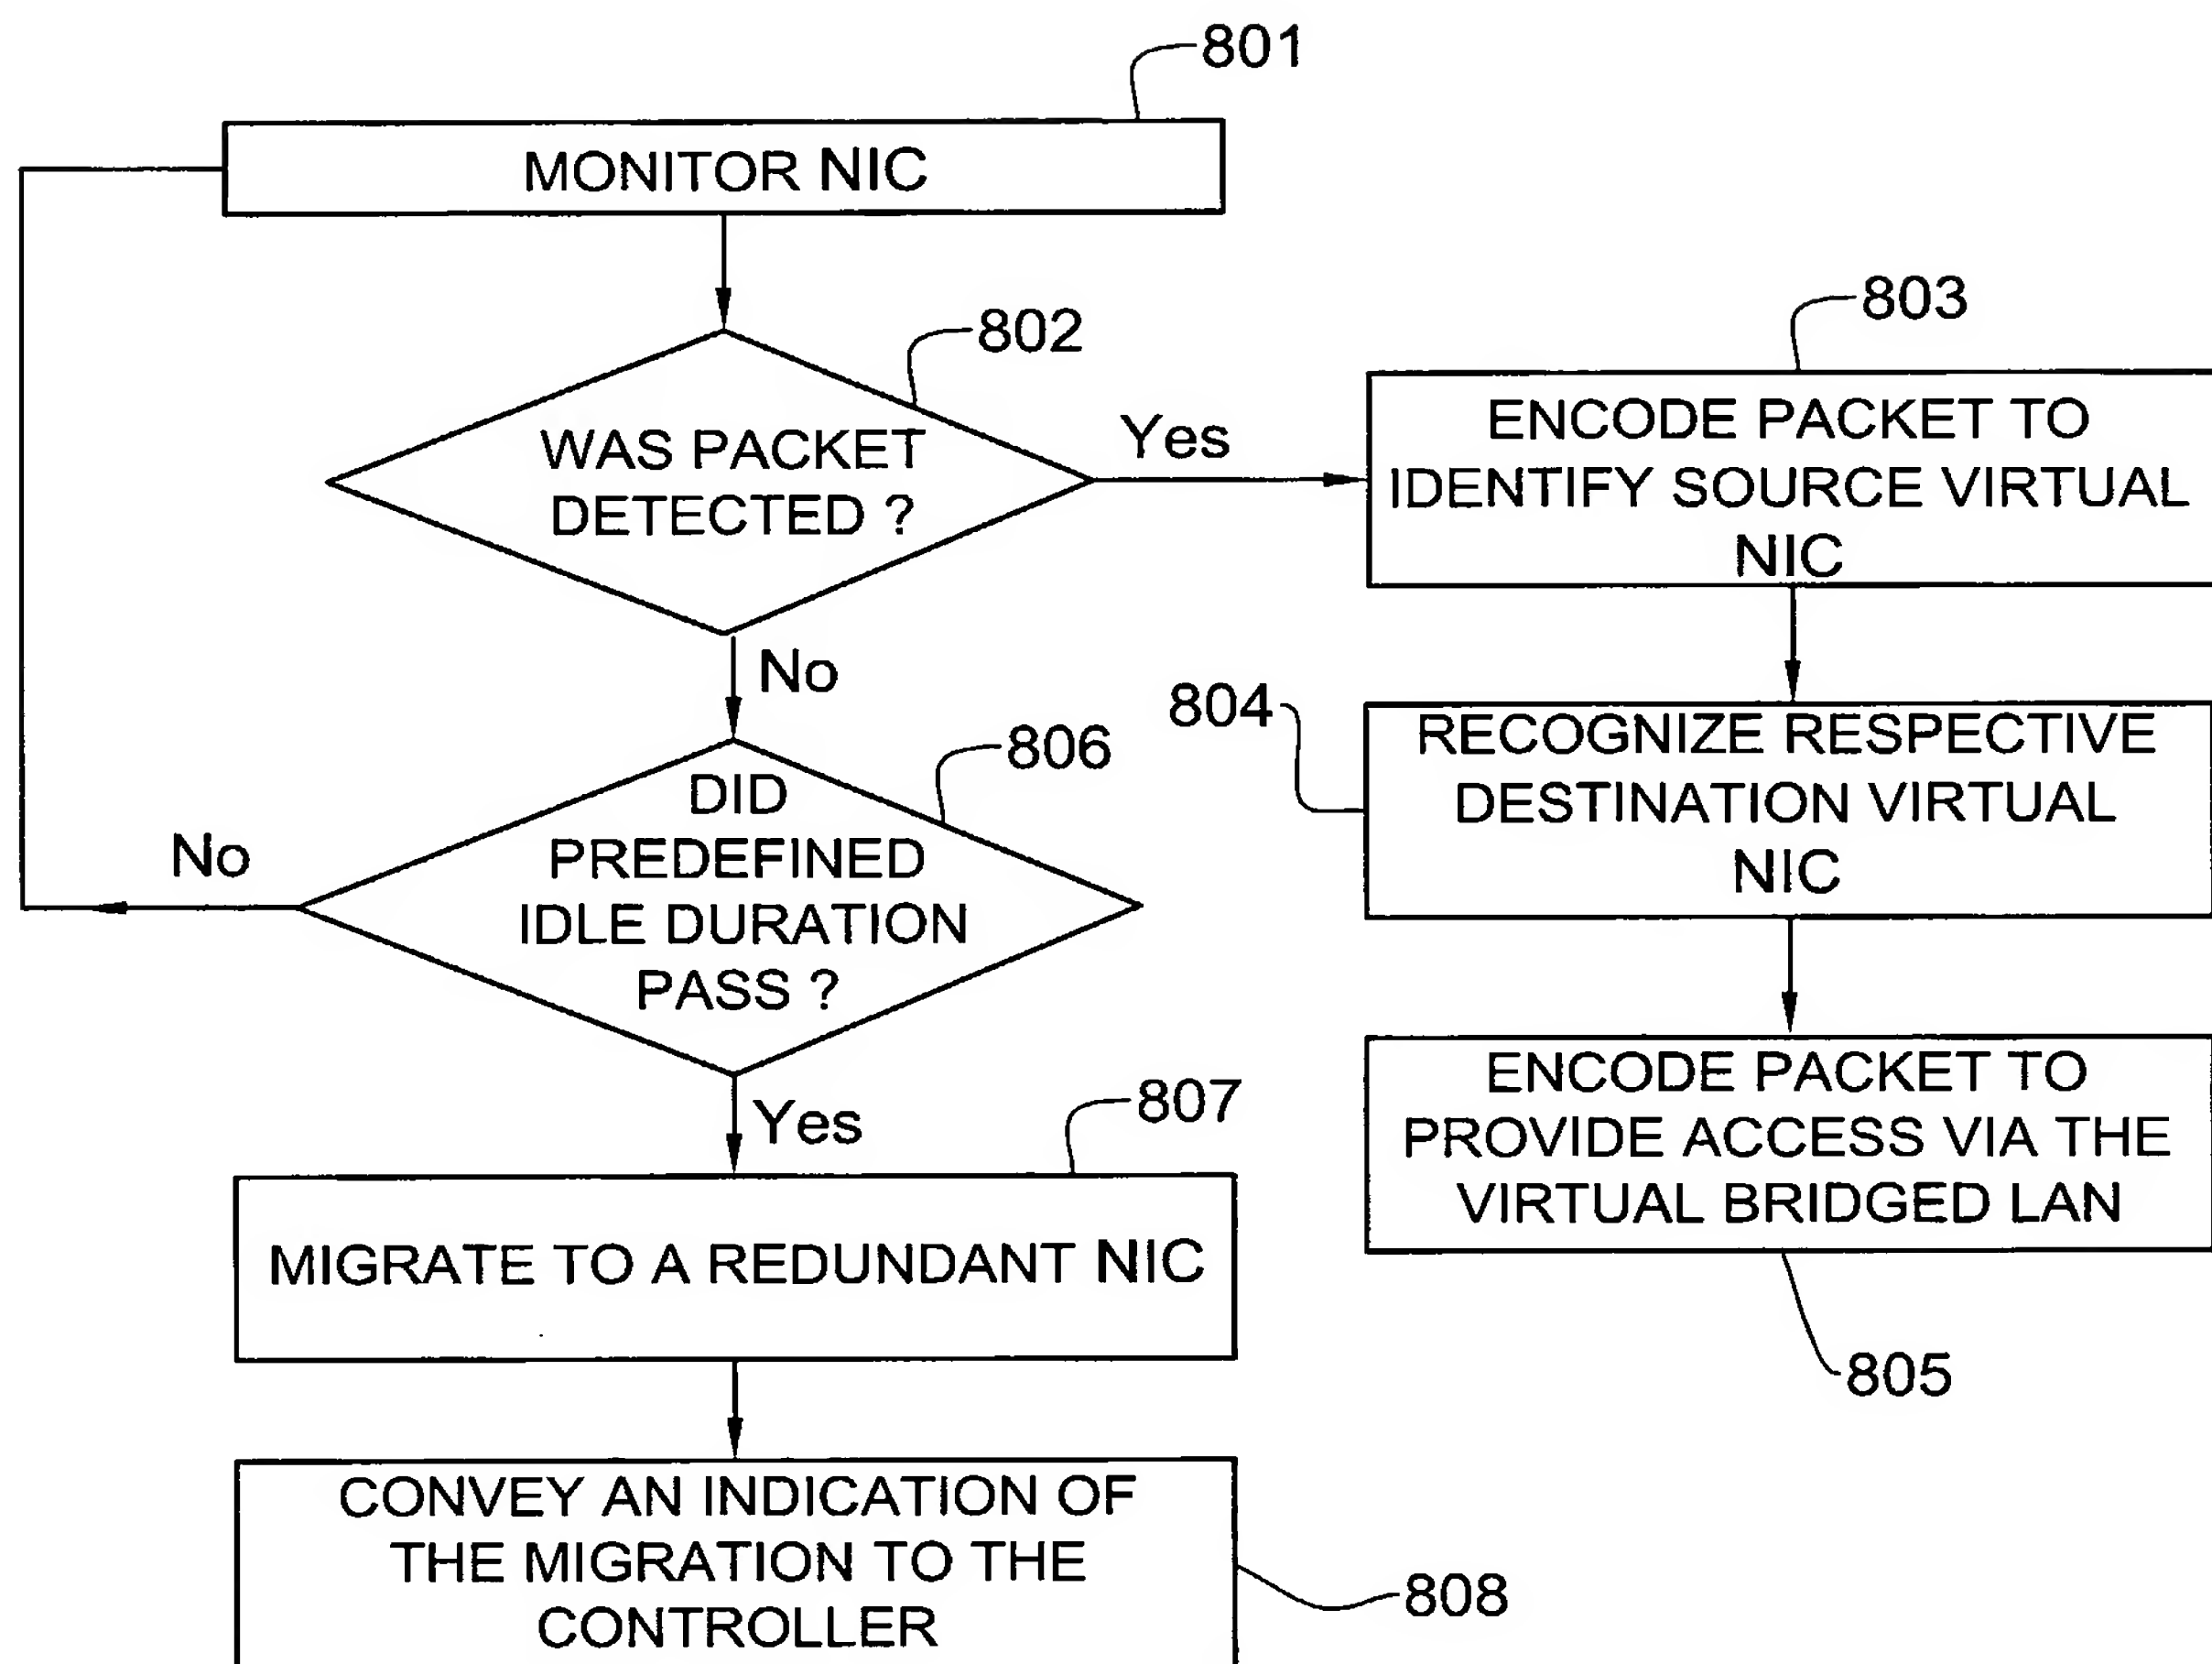 801
MONITOR NIC
802
WAS PACKET
DETECTED ?
Yes
803
ENCODE PACKET TO
IDENTIFY SOURCE VIRTUAL
NIC
No
804
RECOGNIZE RESPECTIVE
DESTINATION VIRTUAL
NIC
806
DID
PREDEFINED
IDLE DURATION
PASS ?
No
Yes
ENCODE PACKET TO
PROVIDE ACCESS VIA THE
VIRTUAL BRIDGED LAN
805
807
MIGRATE TO A REDUNDANT NIC
CONVEY AN INDICATION OF
THE MIGRATION TO THE
CONTROLLER
808